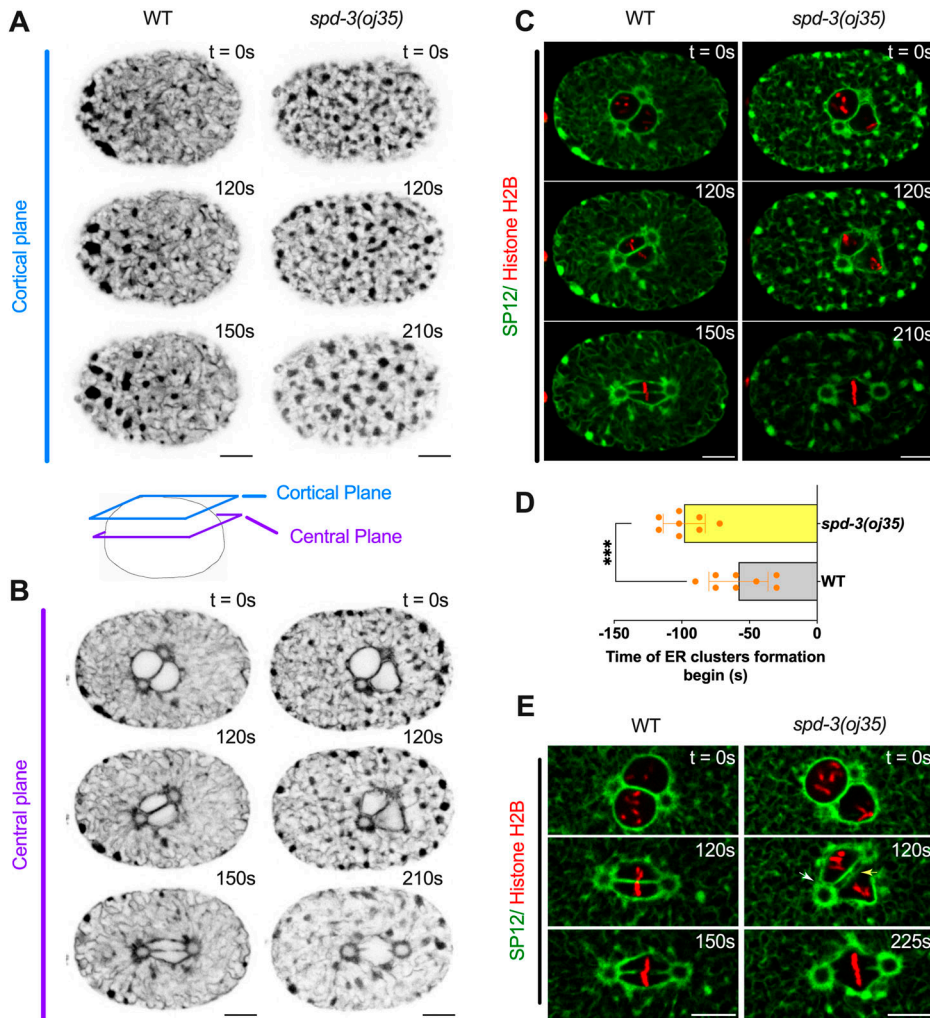 A
WT
spd-3(oj35)
t = 0s
t = 0s
120s
120s
150s
210s
Cortical plane
Cortical Plane
Central Plane
B
t = 0s
t = 0s
120s
120s
150s
210s
Central plane
C
WT
spd-3(oj35)
t = 0s
t = 0s
120s
120s
150s
210s
SP12/ Histone H2B
D
spd-3(oj35)
***
WT
-150
-100
-50
0
Time of ER clusters formation
begin (s)
E
WT
spd-3(oj35)
t = 0s
t = 0s
120s
120s
150s
225s
SP12/ Histone H2B